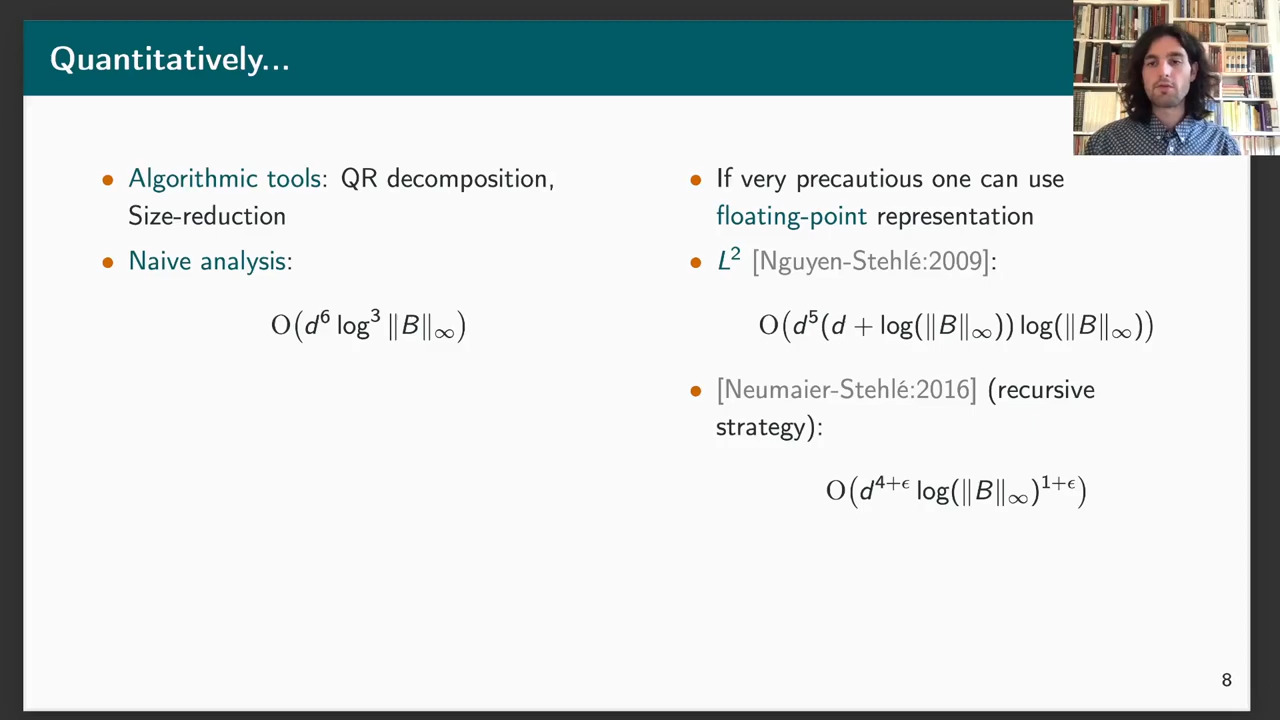 Quantitatively...
• Algorithmic tools: QR decomposition,
Size-reduction
• Naive analysis:
O(d⁶ log³ ‖B‖∞)
• If very precautious one can use
floating-point representation
• L² [Nguyen-Stehlé:2009]:
O(d⁵(d + log(‖B‖∞)) log(‖B‖∞))
• [Neumaier-Stehlé:2016] (recursive
strategy):
O(d⁴⁺ᵋ log(‖B‖∞)¹⁺ᵋ)
8